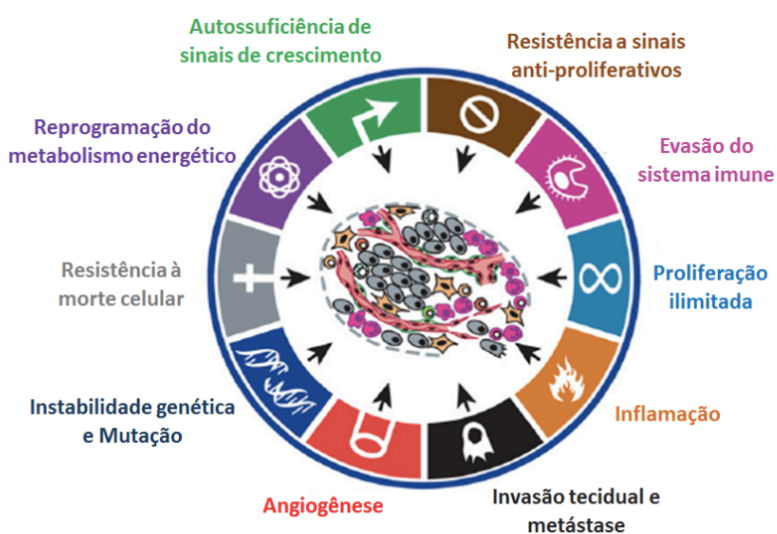 Autossuficiência de
sinais de crescimento
Resistência a sinais
anti-proliferativos
Reprogramação do
metabolismo energético
Evasão do
sistema imune
Resistência à
morte celular
Proliferação
ilimitada
Instabilidade genética
e Mutação
Inflamação
Angiogênese
Invasão tecidual e
metástase